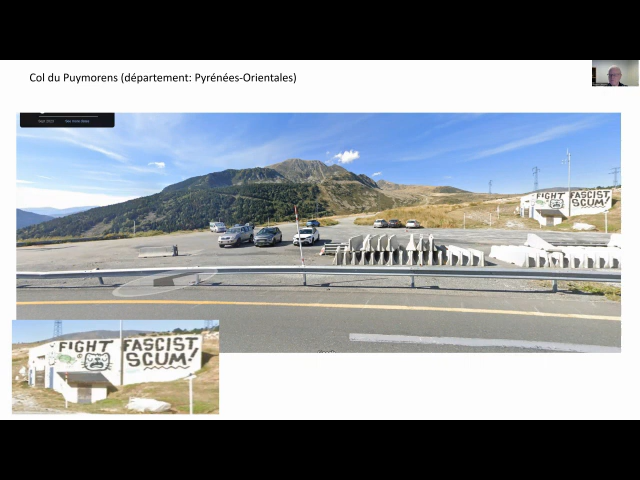 Col du Puymorens (département: Pyrénées-Orientales)
FIGHT FASCIST
SCUM!
FIGHT FASCIST
SCUM!